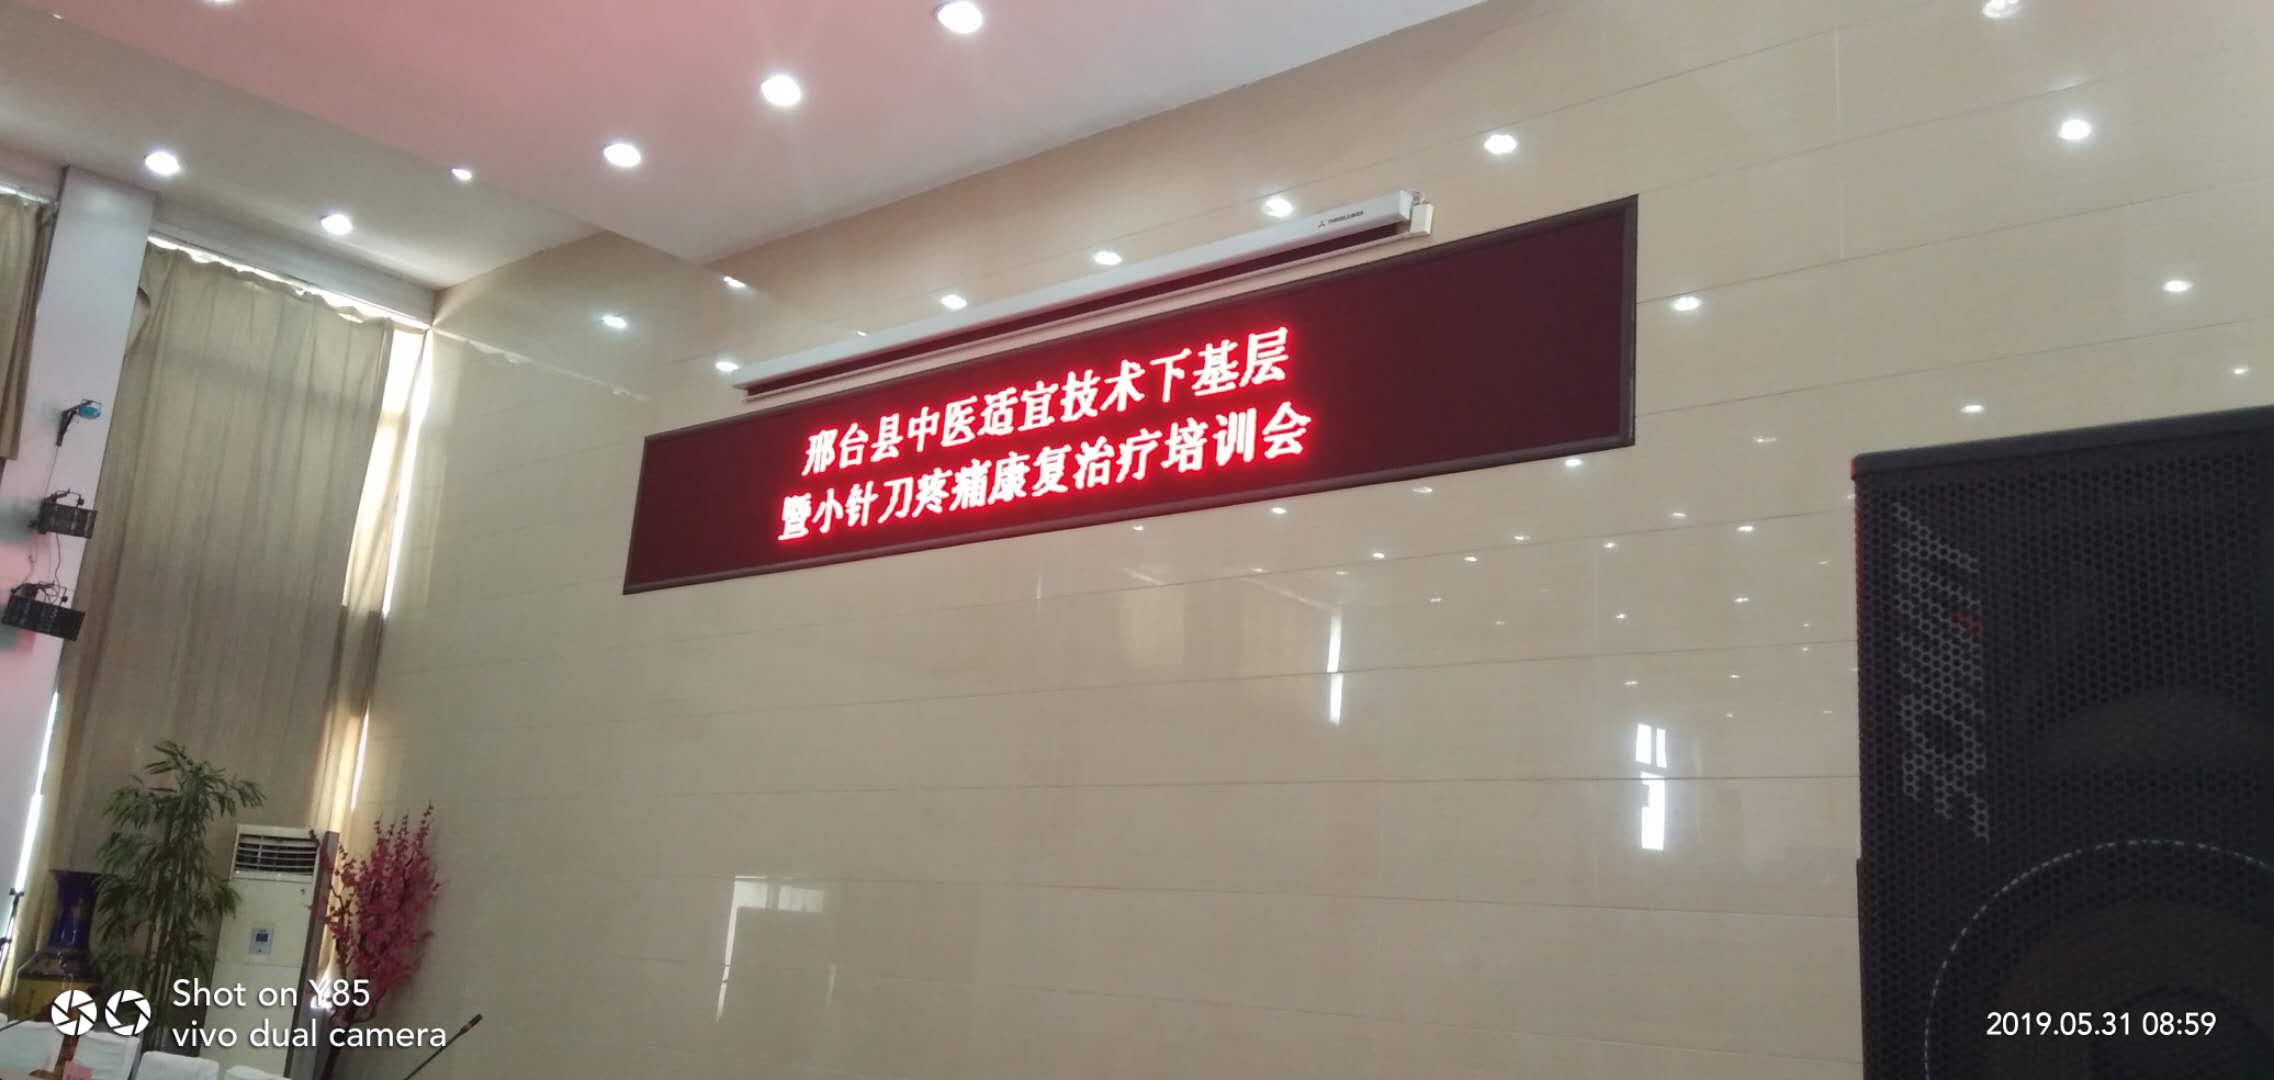 邢台县中医适宜技术下基层
暨小针刀疼痛康复治疗培训会
Shot on Y85
vivo dual camera
2019.05.31 08:59